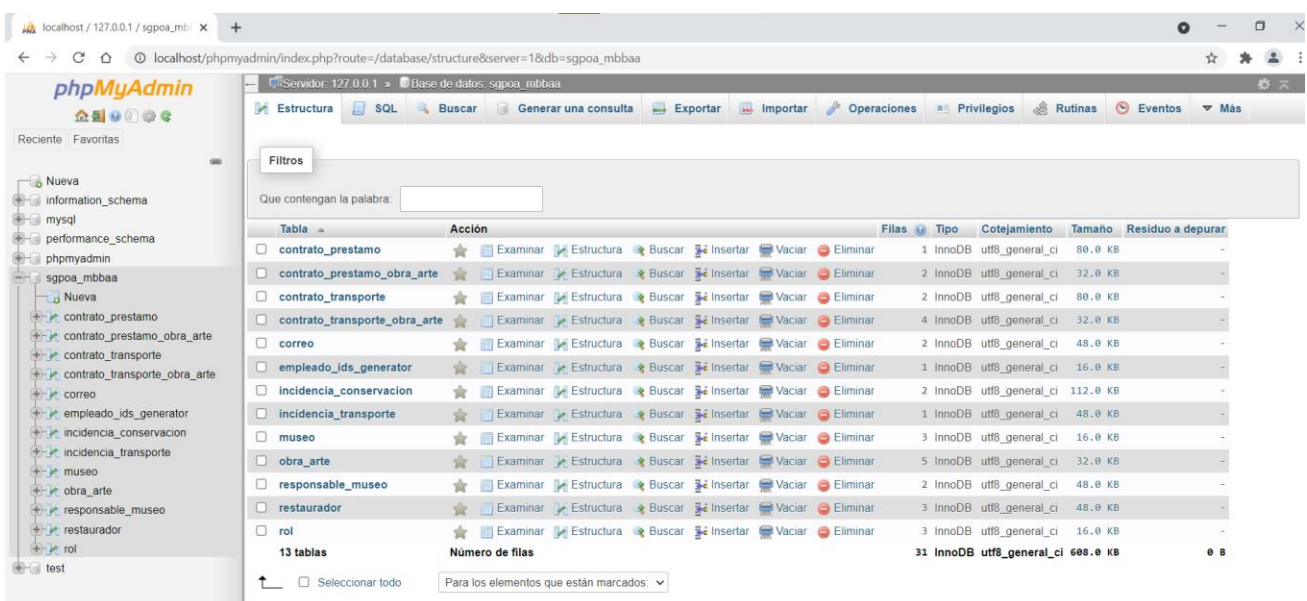 localhost / 127.0.0.1 / sgpoa_mb
localhost/phpmyadmin/index.php?route=/database/structure&server=1&db=sgpoa_mbbaa
phpMyAdmin
Reciente Favoritas
Nueva
information_schema
mysql
performance_schema
phpmyadmin
sgpoa_mbbaa
Nueva
contrato_prestamo
contrato_prestamo_obra_arte
contrato_transporte
contrato_transporte_obra_arte
correo
empleado_ids_generator
incidencia_conservacion
incidencia_transporte
museo
obra_arte
responsable_museo
restaurador
rol
test
Servidor: 127.0.0.1 » Base de datos: sgpoa_mbbaa
Estructura SQL Buscar Generar una consulta Exportar Importar Operaciones Privilegios Rutinas Eventos Más
Filtros
Que contengan la palabra:
Tabla Acción Filas Tipo Cotejamiento Tamaño Residuo a depurar
contrato_prestamo Examinar Estructura Buscar Insertar Vaciar Eliminar 1 InnoDB utf8_general_ci 80.0 KB -
contrato_prestamo_obra_arte Examinar Estructura Buscar Insertar Vaciar Eliminar 2 InnoDB utf8_general_ci 32.0 KB -
contrato_transporte Examinar Estructura Buscar Insertar Vaciar Eliminar 2 InnoDB utf8_general_ci 80.0 KB -
contrato_transporte_obra_arte Examinar Estructura Buscar Insertar Vaciar Eliminar 4 InnoDB utf8_general_ci 32.0 KB -
correo Examinar Estructura Buscar Insertar Vaciar Eliminar 2 InnoDB utf8_general_ci 48.0 KB -
empleado_ids_generator Examinar Estructura Buscar Insertar Vaciar Eliminar 1 InnoDB utf8_general_ci 16.0 KB -
incidencia_conservacion Examinar Estructura Buscar Insertar Vaciar Eliminar 2 InnoDB utf8_general_ci 112.0 KB -
incidencia_transporte Examinar Estructura Buscar Insertar Vaciar Eliminar 1 InnoDB utf8_general_ci 48.0 KB -
museo Examinar Estructura Buscar Insertar Vaciar Eliminar 3 InnoDB utf8_general_ci 16.0 KB -
obra_arte Examinar Estructura Buscar Insertar Vaciar Eliminar 5 InnoDB utf8_general_ci 32.0 KB -
responsable_museo Examinar Estructura Buscar Insertar Vaciar Eliminar 2 InnoDB utf8_general_ci 48.0 KB -
restaurador Examinar Estructura Buscar Insertar Vaciar Eliminar 3 InnoDB utf8_general_ci 48.0 KB -
rol Examinar Estructura Buscar Insertar Vaciar Eliminar 3 InnoDB utf8_general_ci 16.0 KB -
13 tablas Número de filas 31 InnoDB utf8_general_ci 608.0 KB 0 B
Seleccionar todo Para los elementos que están marcados: